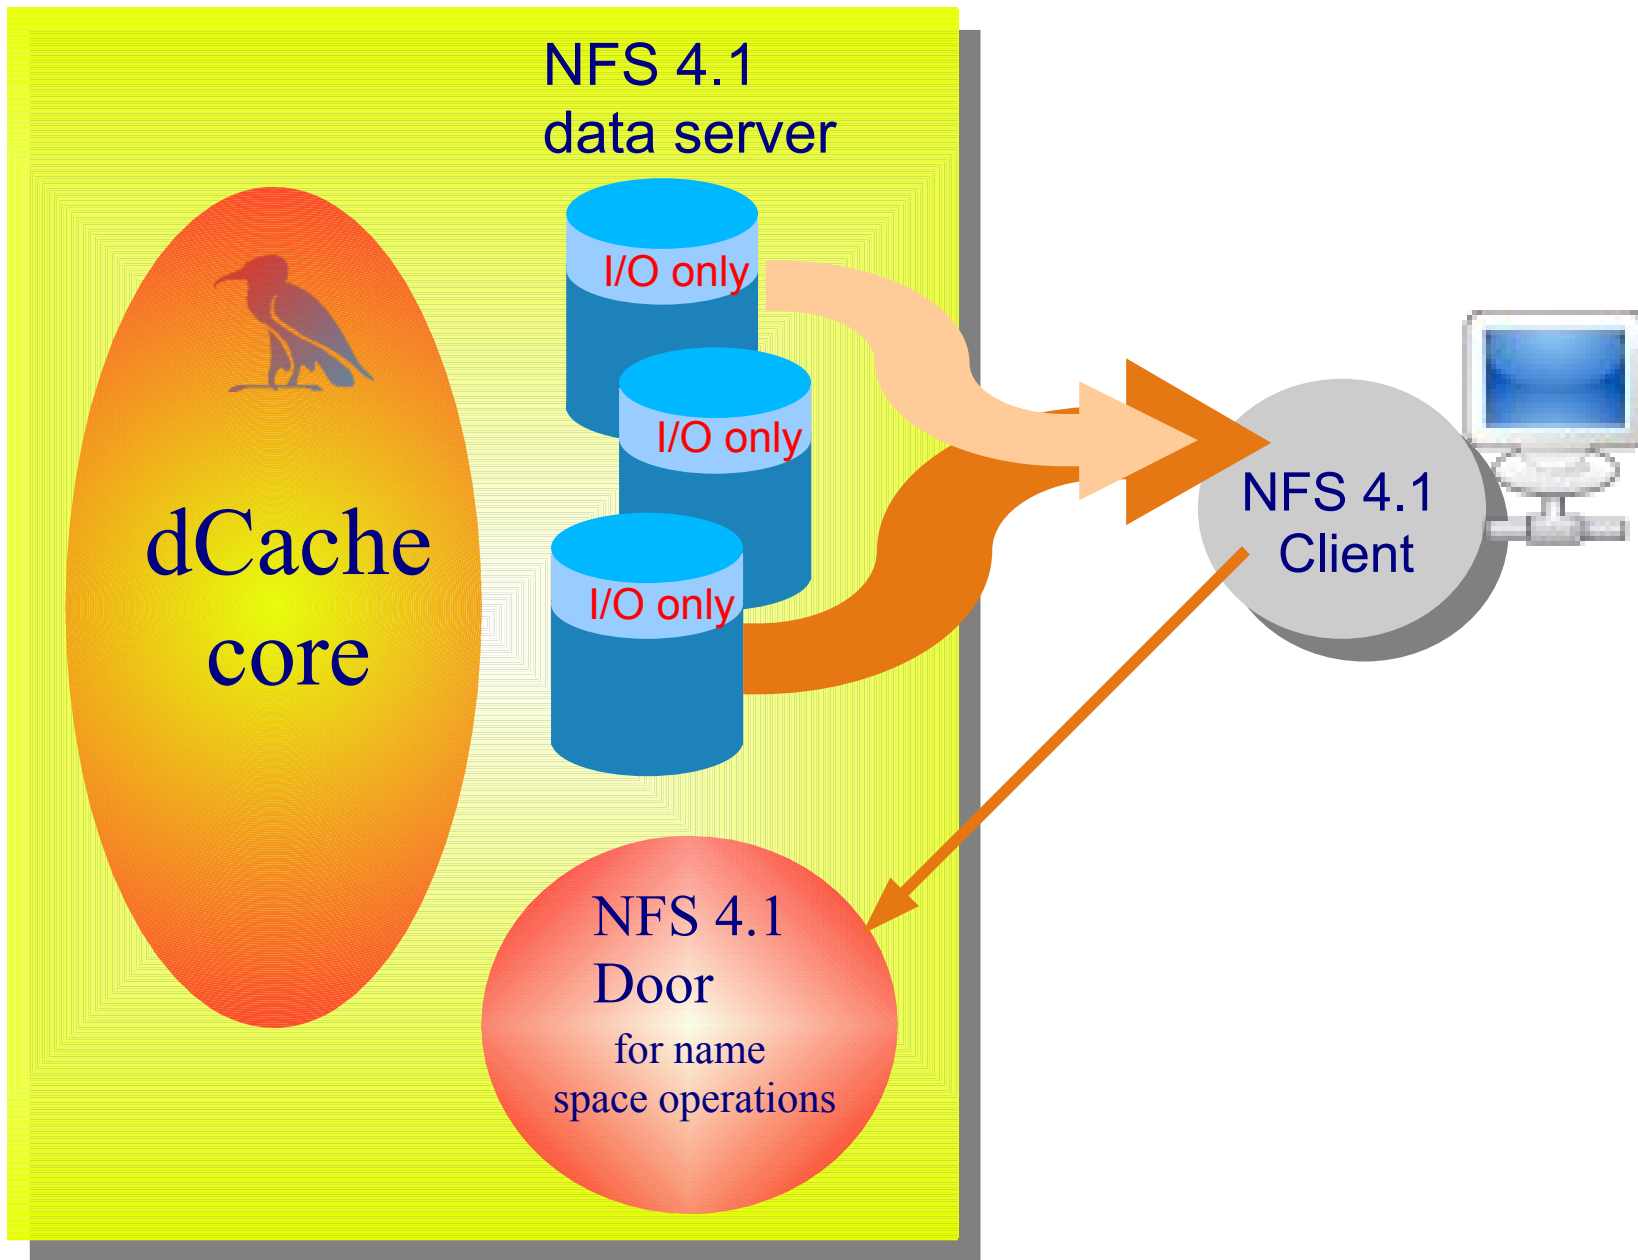 NFS 4.1
data server
I/O only
I/O only
I/O only
dCache
core
NFS 4.1
Client
NFS 4.1
Door
for name
space operations